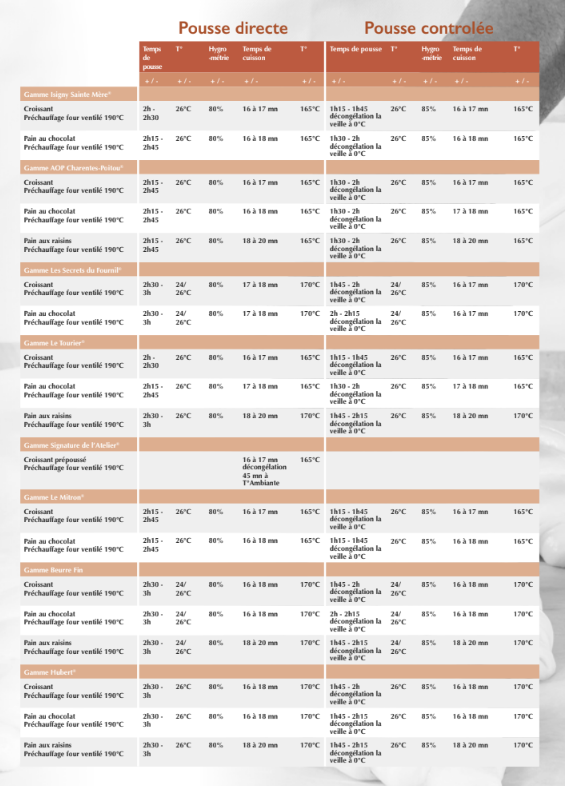 Pousse directe Pousse controlée
Temps de pousse T° Hygro -métrie Temps de cuisson T° Temps de pousse T° Hygro -métrie Temps de cuisson T°
+ / - + / - + / - + / - + / - + / - + / - + / - + / - + / -
Gamme Isigny Sainte Mère®
Croissant 2h - 26°C 80% 16 à 17 mn 165°C 1h15 - 1h45 26°C 85% 16 à 17 mn 165°C
Préchauffage four ventilé 190°C 2h30 décongélation la
veille à 0°C
Pain au chocolat 2h15 - 26°C 80% 16 à 18 mn 165°C 1h30 - 2h 26°C 85% 16 à 18 mn 165°C
Préchauffage four ventilé 190°C 2h45 décongélation la
veille à 0°C
Gamme AOP Charentes-Poitou®
Croissant 2h15 - 26°C 80% 16 à 17 mn 165°C 1h30 - 2h 26°C 85% 16 à 17 mn 165°C
Préchauffage four ventilé 190°C 2h45 décongélation la
veille à 0°C
Pain au chocolat 2h15 - 26°C 80% 16 à 18 mn 165°C 1h30 - 2h 26°C 85% 17 à 18 mn 165°C
Préchauffage four ventilé 190°C 2h45 décongélation la
veille à 0°C
Pain aux raisins 2h15 - 26°C 80% 18 à 20 mn 165°C 1h30 - 2h 26°C 85% 18 à 20 mn 165°C
Préchauffage four ventilé 190°C 2h45 décongélation la
veille à 0°C
Gamme Les Secrets du Fournil®
Croissant 2h30 - 24/ 80% 17 à 18 mn 170°C 1h45 - 2h 24/ 85% 16 à 17 mn 170°C
Préchauffage four ventilé 190°C 3h 26°C décongélation la 26°C
veille à 0°C
Pain au chocolat 2h30 - 24/ 80% 17 à 18 mn 170°C 2h - 2h15 24/ 85% 16 à 17 mn 170°C
Préchauffage four ventilé 190°C 3h 26°C décongélation la 26°C
veille à 0°C
Gamme Le Tourier®
Croissant 2h - 26°C 80% 16 à 17 mn 165°C 1h15 - 1h45 26°C 85% 16 à 17 mn 165°C
Préchauffage four ventilé 190°C 2h30 décongélation la
veille à 0°C
Pain au chocolat 2h15 - 26°C 80% 17 à 18 mn 165°C 1h30 - 2h 26°C 85% 17 à 18 mn 165°C
Préchauffage four ventilé 190°C 2h45 décongélation la
veille à 0°C
Pain aux raisins 2h30 - 26°C 80% 18 à 20 mn 170°C 1h45 - 2h15 26°C 85% 18 à 20 mn 170°C
Préchauffage four ventilé 190°C 3h décongélation la
veille à 0°C
Gamme Signature de l'Atelier®
Croissant prépoussé 16 à 17 mn 165°C
Préchauffage four ventilé 190°C décongélation
45 mn à
T°Ambiante
Gamme Le Mitron®
Croissant 2h15 - 26°C 80% 16 à 17 mn 165°C 1h15 - 1h45 26°C 85% 16 à 17 mn 165°C
Préchauffage four ventilé 190°C 2h45 décongélation la
veille à 0°C
Pain au chocolat 2h15 - 26°C 80% 16 à 18 mn 165°C 1h15 - 1h45 26°C 85% 16 à 18 mn 165°C
Préchauffage four ventilé 190°C 2h45 décongélation la
veille à 0°C
Gamme Beurre Fin
Croissant 2h30 - 24/ 80% 16 à 18 mn 170°C 1h45 - 2h 24/ 85% 16 à 18 mn 170°C
Préchauffage four ventilé 190°C 3h 26°C décongélation la 26°C
veille à 0°C
Pain au chocolat 2h30 - 24/ 80% 16 à 18 mn 170°C 2h - 2h15 24/ 85% 16 à 18 mn 170°C
Préchauffage four ventilé 190°C 3h 26°C décongélation la 26°C
veille à 0°C
Pain aux raisins 2h30 - 24/ 80% 18 à 20 mn 170°C 1h45 - 2h15 24/ 85% 18 à 20 mn 170°C
Préchauffage four ventilé 190°C 3h 26°C décongélation la 26°C
veille à 0°C
Gamme Hubert®
Croissant 2h30 - 26°C 80% 16 à 18 mn 170°C 1h45 - 2h 26°C 85% 16 à 18 mn 170°C
Préchauffage four ventilé 190°C 3h décongélation la
veille à 0°C
Pain au chocolat 2h30 - 26°C 80% 16 à 18 mn 170°C 1h45 - 2h15 26°C 85% 16 à 18 mn 170°C
Préchauffage four ventilé 190°C 3h décongélation la
veille à 0°C
Pain aux raisins 2h30 - 26°C 80% 18 à 20 mn 170°C 1h45 - 2h15 26°C 85% 18 à 20 mn 170°C
Préchauffage four ventilé 190°C 3h décongélation la
veille à 0°C